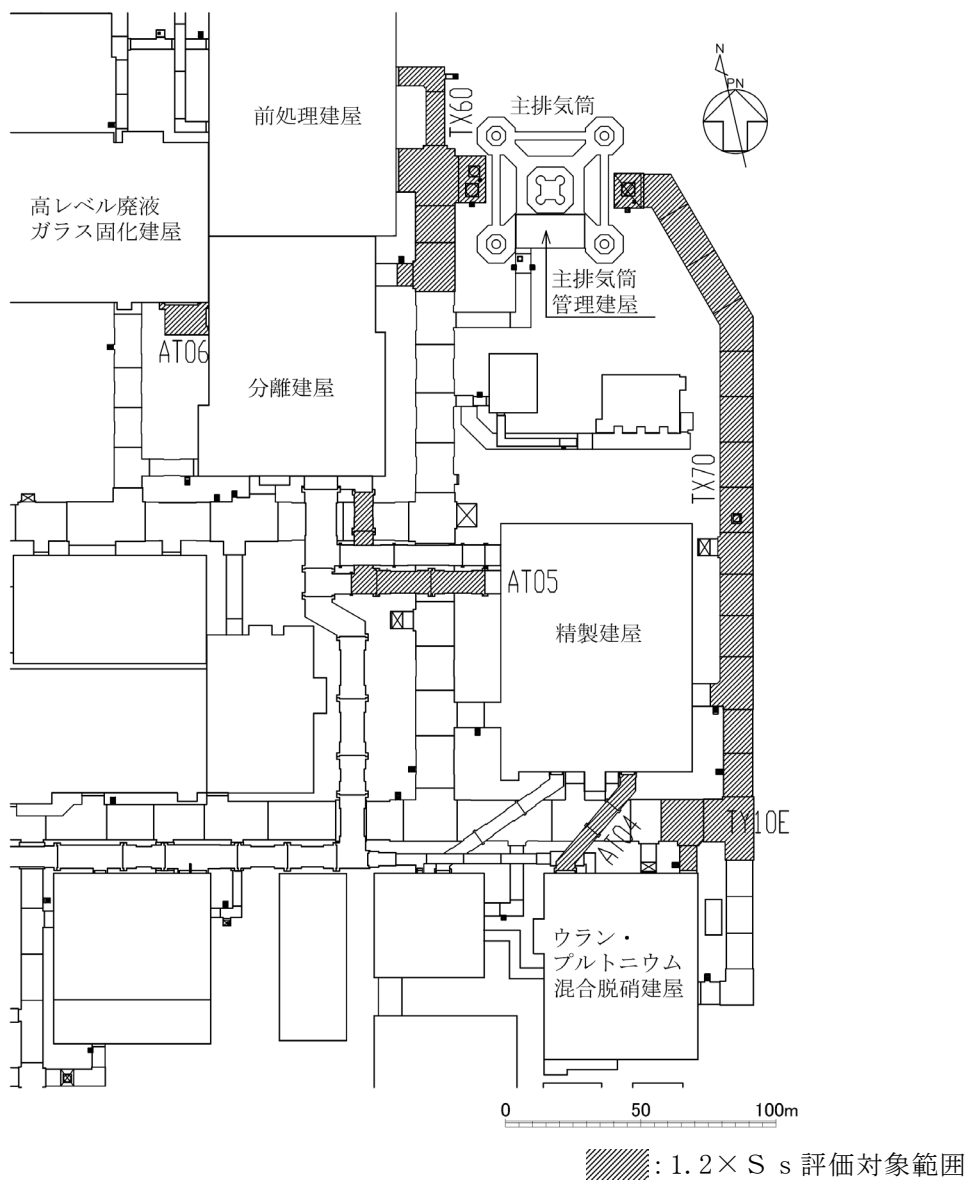 前処理建屋
TX60
主排気筒
N
PN
高レベル廃液
ガラス固化建屋
主排気筒
管理建屋
AT06
分離建屋
TX70
AT05
精製建屋
AT04
TY10E
ウラン・
プルトニウム
混合脱硝建屋
0 50 100m
:1.2×Ｓｓ評価対象範囲